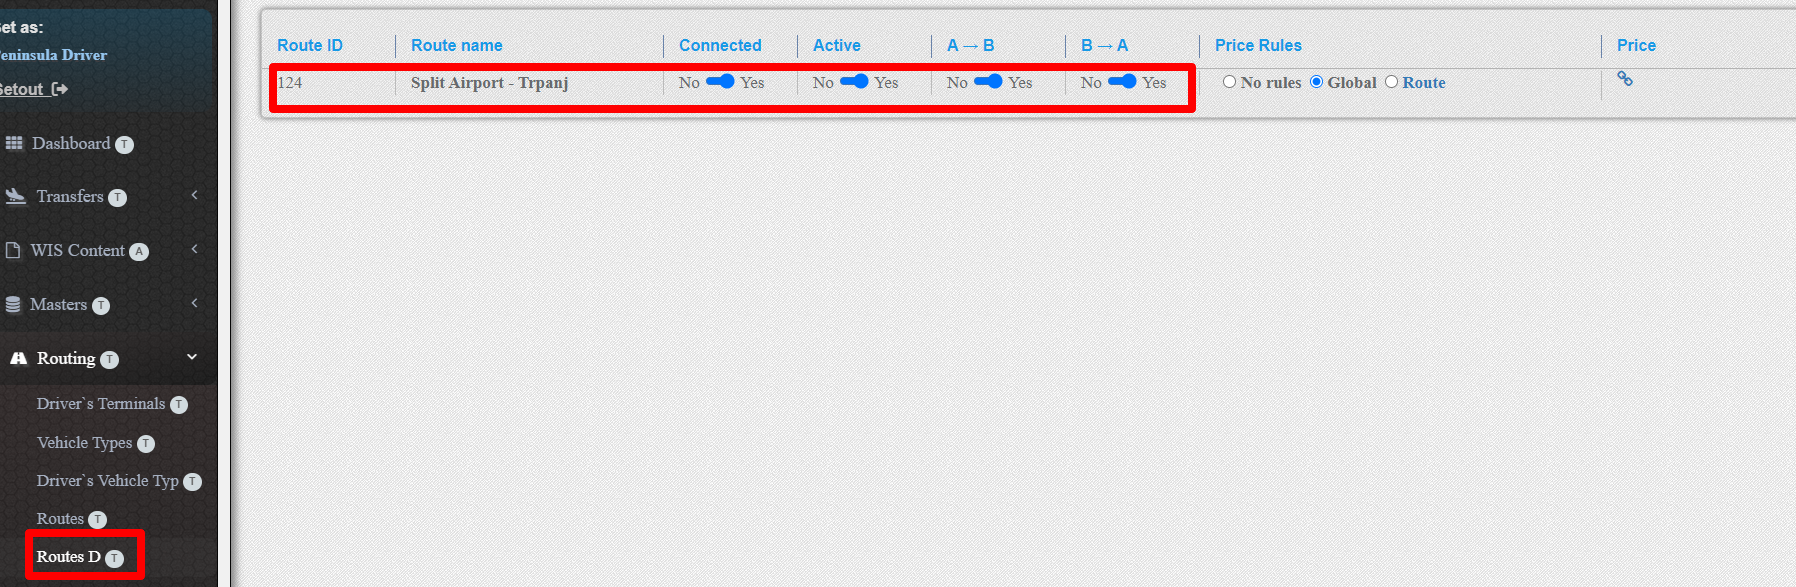 Set as:
Peninsula Driver
Setout
Dashboard T
Transfers T
WIS Content A
Masters T
Routing T
Driver`s Terminals T
Vehicle Types T
Driver`s Vehicle Typ T
Routes T
Routes D T
Route ID Route name Connected Active A → B B → A Price Rules Price
124 Split Airport - Trpanj No Yes No Yes No Yes No Yes No rules Global Route